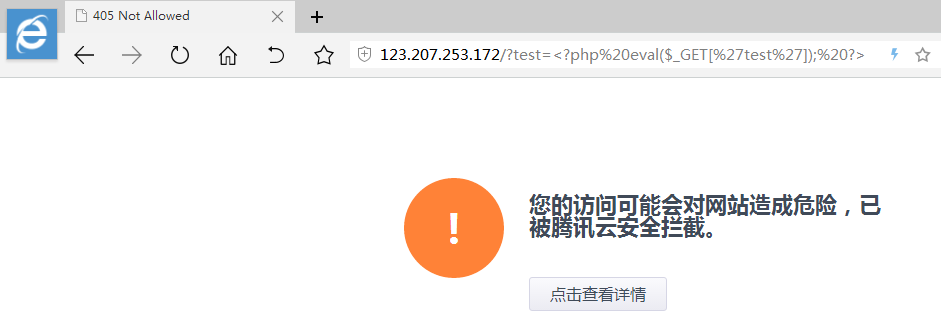 405 Not Allowed
123.207.253.172/?test=<?php%20eval($_GET[%27test%27]);%20?>
!
您的访问可能会对网站造成危险，已
被腾讯云安全拦截。
点击查看详情